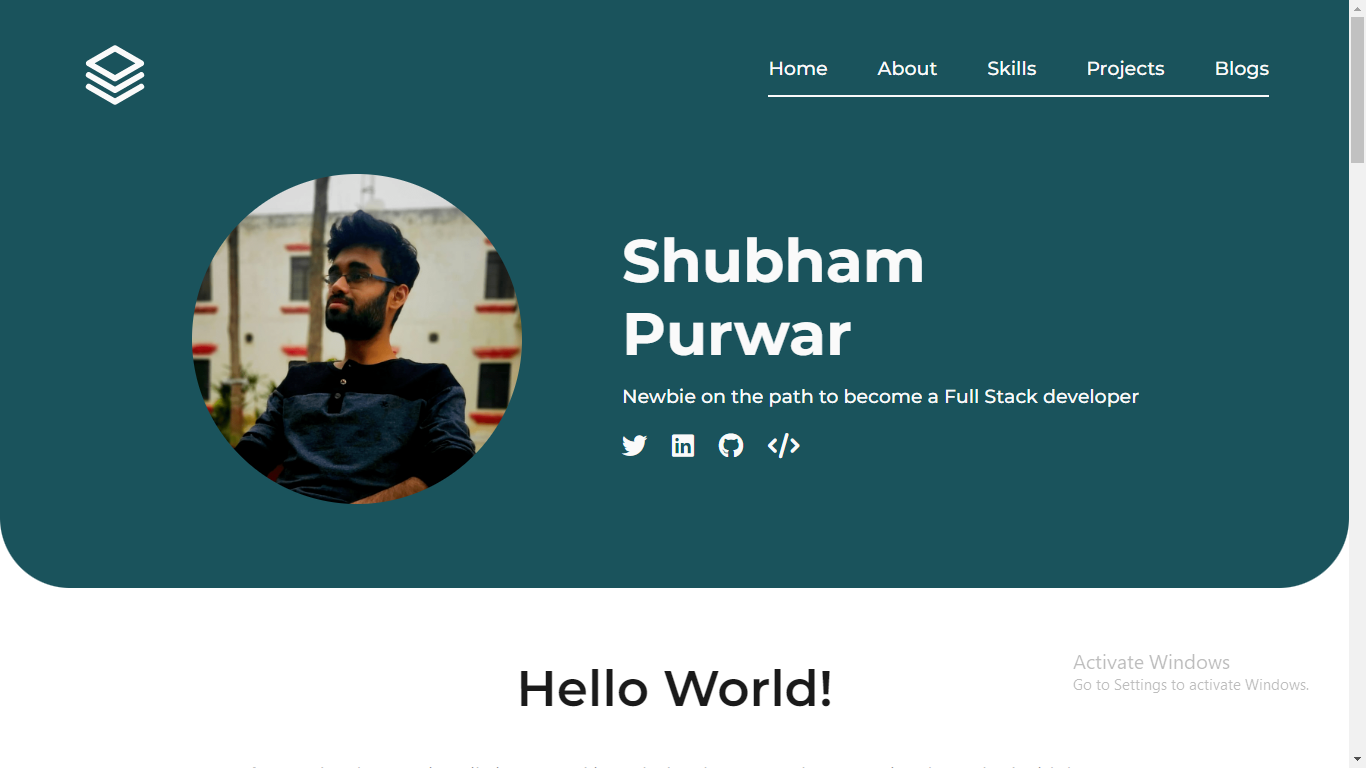 Home About Skills Projects Blogs
Shubham
Purwar
Newbie on the path to become a Full Stack developer
Hello World!
Activate Windows
Go to Settings to activate Windows.